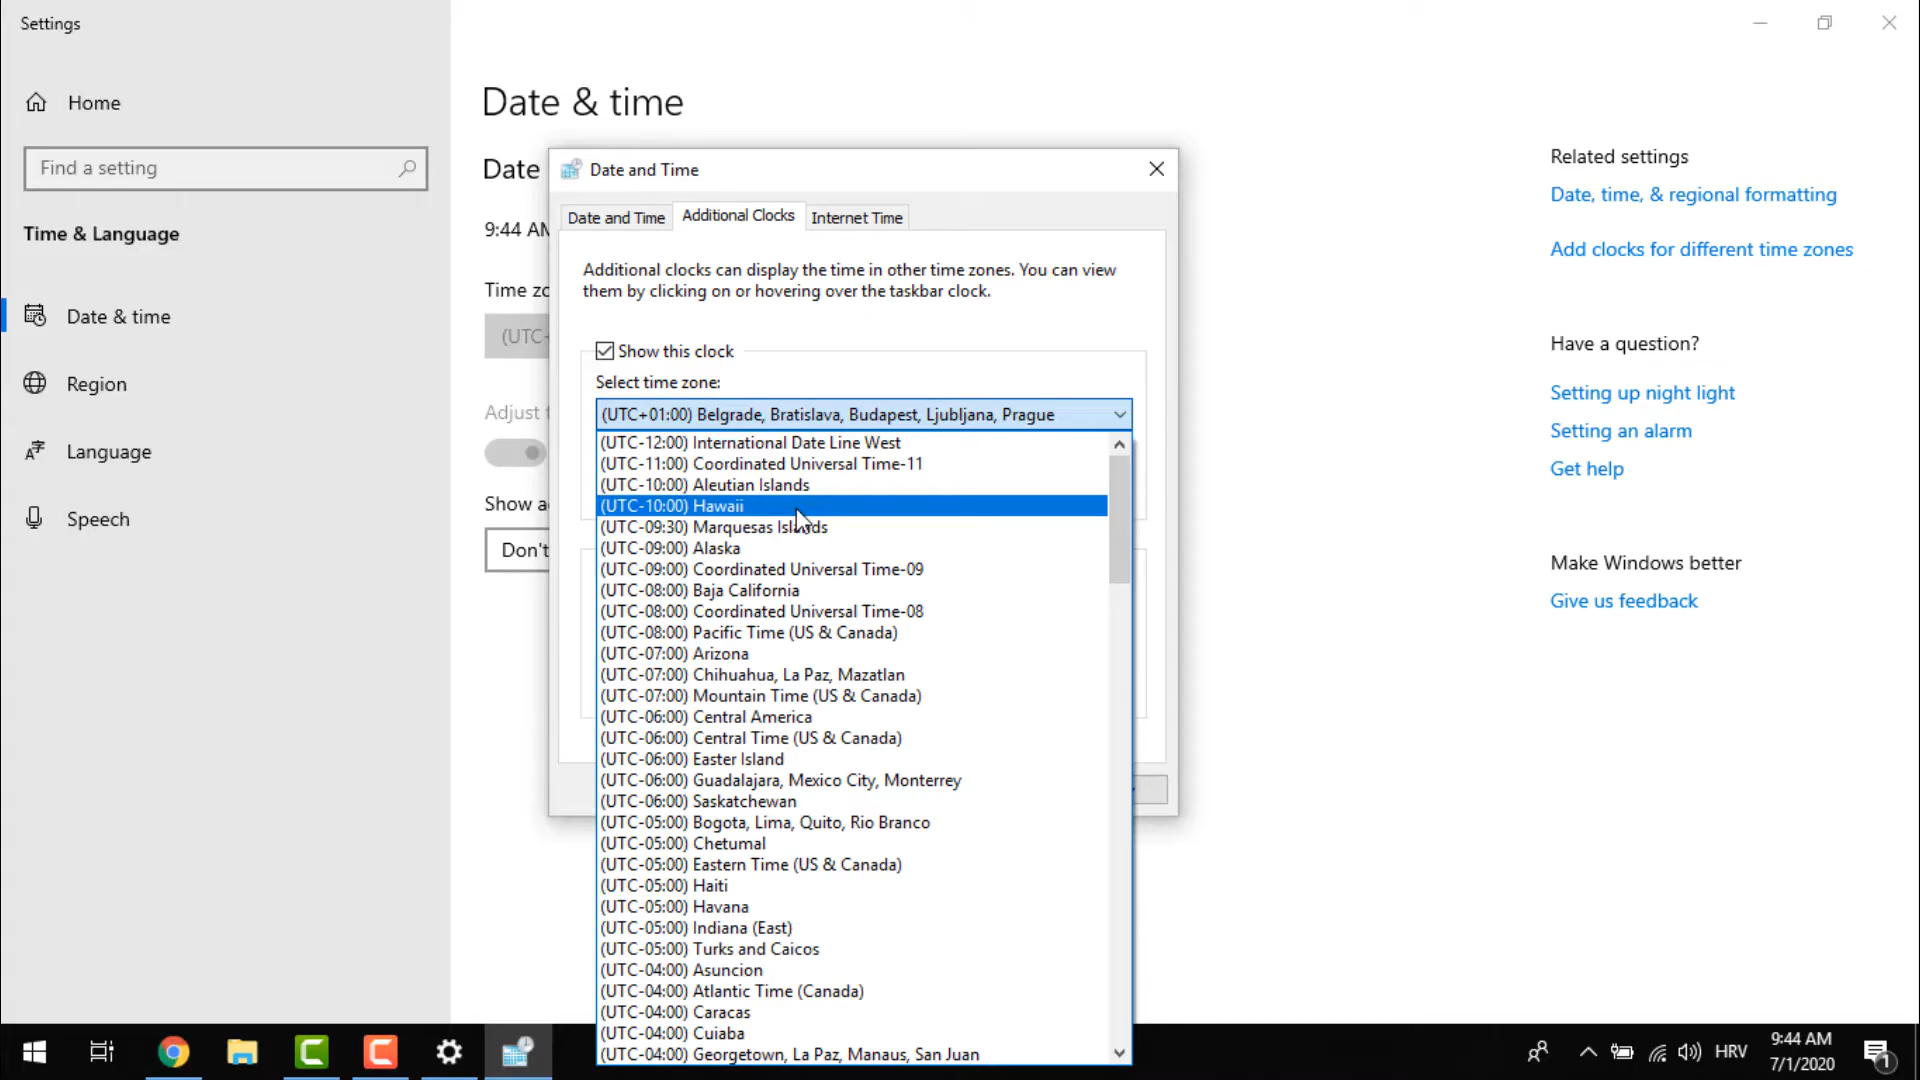 Settings
Home
Find a setting
Time & Language
Date & time
Region
Language
Speech
Date & time
Date
9:44 AM
Time zo
(UTC+
Adjust f
Show a
Don't
Date and Time
Date and Time
Additional Clocks
Internet Time
Additional clocks can display the time in other time zones. You can view
them by clicking on or hovering over the taskbar clock.
Show this clock
Select time zone:
(UTC+01:00) Belgrade, Bratislava, Budapest, Ljubljana, Prague
(UTC-12:00) International Date Line West
(UTC-11:00) Coordinated Universal Time-11
(UTC-10:00) Aleutian Islands
(UTC-10:00) Hawaii
(UTC-09:30) Marquesas Islands
(UTC-09:00) Alaska
(UTC-09:00) Coordinated Universal Time-09
(UTC-08:00) Baja California
(UTC-08:00) Coordinated Universal Time-08
(UTC-08:00) Pacific Time (US & Canada)
(UTC-07:00) Arizona
(UTC-07:00) Chihuahua, La Paz, Mazatlan
(UTC-07:00) Mountain Time (US & Canada)
(UTC-06:00) Central America
(UTC-06:00) Central Time (US & Canada)
(UTC-06:00) Easter Island
(UTC-06:00) Guadalajara, Mexico City, Monterrey
(UTC-06:00) Saskatchewan
(UTC-05:00) Bogota, Lima, Quito, Rio Branco
(UTC-05:00) Chetumal
(UTC-05:00) Eastern Time (US & Canada)
(UTC-05:00) Haiti
(UTC-05:00) Havana
(UTC-05:00) Indiana (East)
(UTC-05:00) Turks and Caicos
(UTC-04:00) Asuncion
(UTC-04:00) Atlantic Time (Canada)
(UTC-04:00) Caracas
(UTC-04:00) Cuiaba
(UTC-04:00) Georgetown, La Paz, Manaus, San Juan
Related settings
Date, time, & regional formatting
Add clocks for different time zones
Have a question?
Setting up night light
Setting an alarm
Get help
Make Windows better
Give us feedback
HRV
9:44 AM
7/1/2020
1